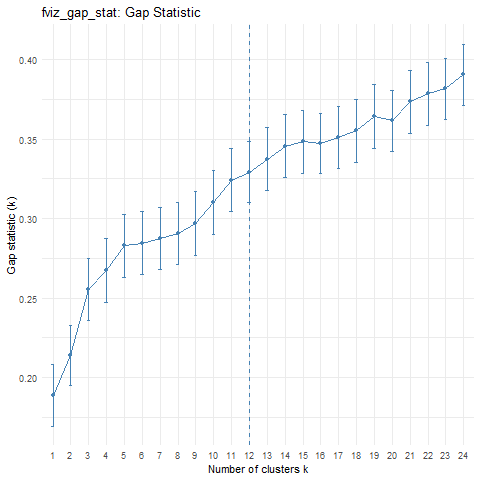 fviz_gap_stat: Gap Statistic
Gap statistic (k)
0.40
0.35
0.30
0.25
0.20
1 2 3 4 5 6 7 8 9 10 11 12 13 14 15 16 17 18 19 20 21 22 23 24
Number of clusters k